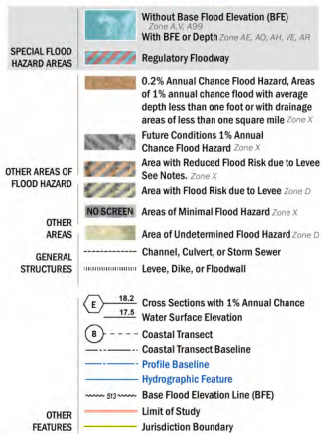 Without Base Flood Elevation (BFE)
Zone A,V, A99
With BFE or Depth Zone AE, AO, AH, VE, AR
SPECIAL FLOOD
HAZARD AREAS
Regulatory Floodway
0.2% Annual Chance Flood Hazard, Areas
of 1% annual chance flood with average
depth less than one foot or with drainage
areas of less than one square mile Zone X
Future Conditions 1% Annual
Chance Flood Hazard Zone X
Area with Reduced Flood Risk due to Levee
See Notes. Zone X
OTHER AREAS OF
FLOOD HAZARD
Area with Flood Risk due to Levee Zone D
NO SCREEN Areas of Minimal Flood Hazard Zone X
OTHER
AREAS
Area of Undetermined Flood Hazard Zone D
GENERAL
STRUCTURES
Channel, Culvert, or Storm Sewer
Levee, Dike, or Floodwall
E 18.2 Cross Sections with 1% Annual Chance
17.5 Water Surface Elevation
8 Coastal Transect
Coastal Transect Baseline
Profile Baseline
Hydrographic Feature
513 Base Flood Elevation Line (BFE)
OTHER
FEATURES
Limit of Study
Jurisdiction Boundary